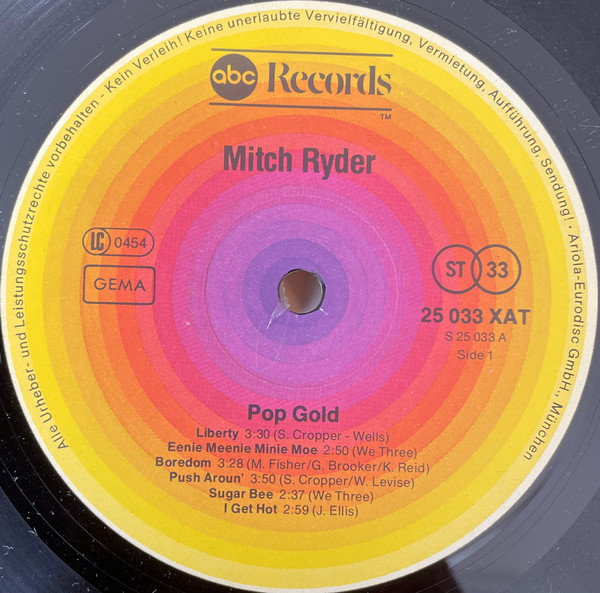 Alle Urheber- und Leistungsschutzrechte vorbehalten - Kein Verleih! Keine unerlaubte Vervielfältigung, Vermietung, Aufführung, Sendung! · Ariola-Eurodisc GmbH., München
abc Records
TM
Mitch Ryder
LC 0454
GEMA
ST 33
25 033 XAT
S 25 033 A
Side 1
Pop Gold
Liberty 3:30 (S. Cropper - Wells)
Eenie Meenie Minie Moe 2:50 (We Three)
Boredom 3:28 (M. Fisher/G. Brooker/K. Reid)
Push Aroun' 3:50 (S. Cropper/W. Levise)
Sugar Bee 2:37 (We Three)
I Get Hot 2:59 (J. Ellis)